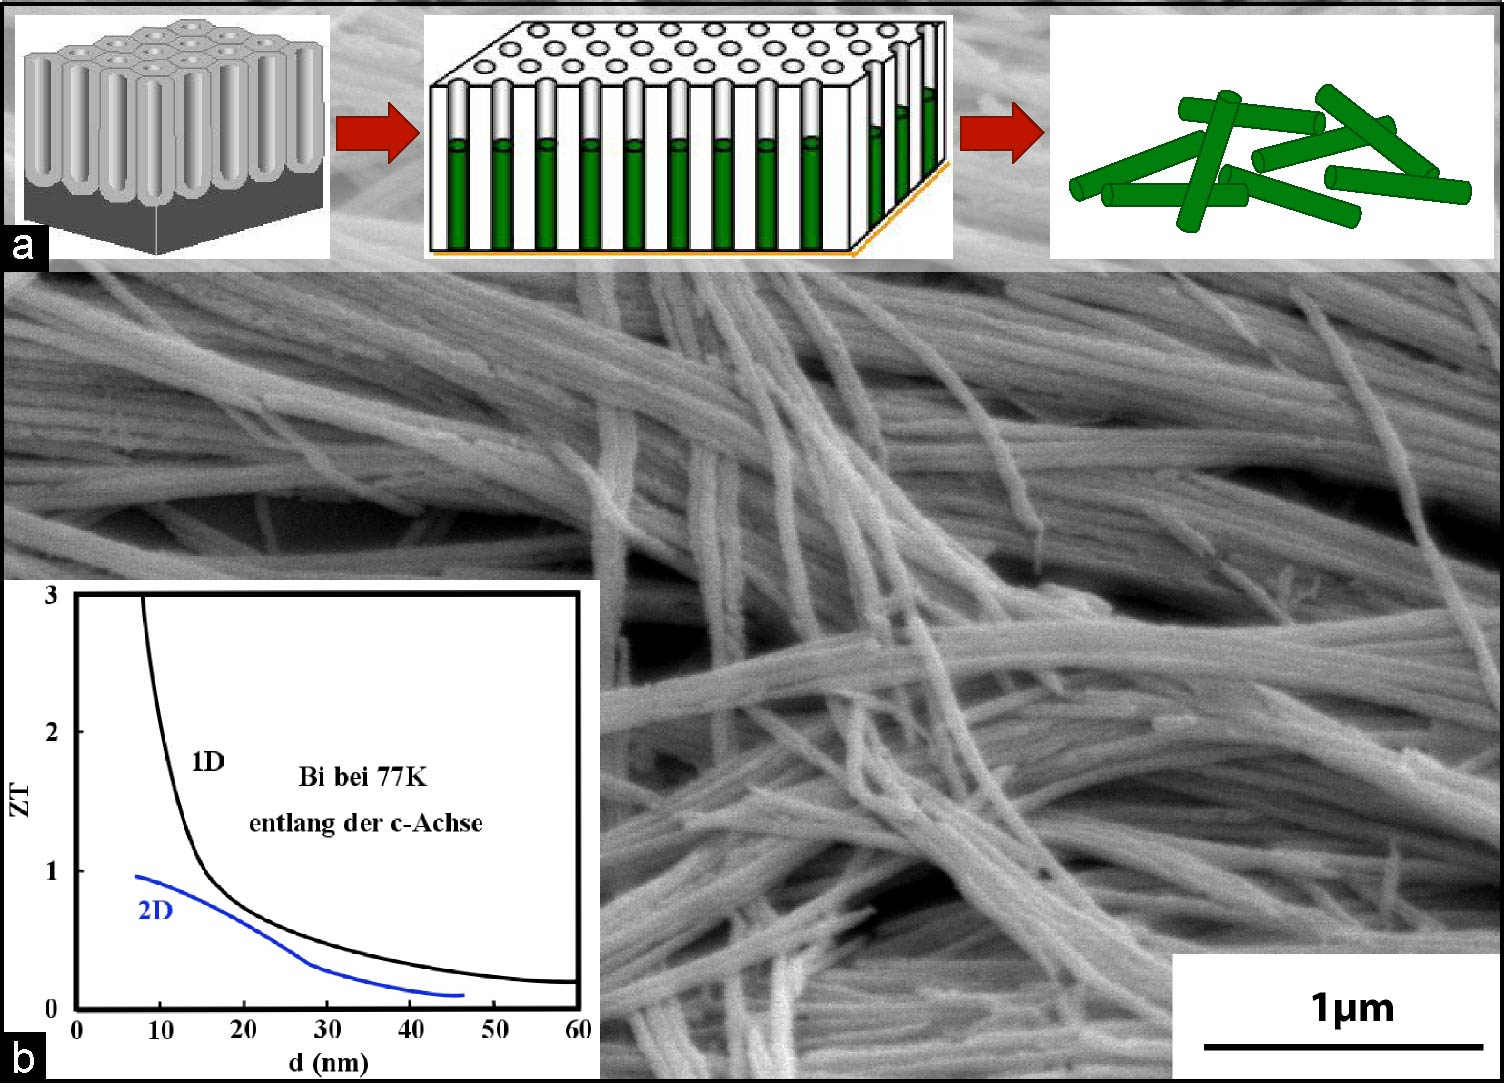 a
3
2
1
0
ZT
1D
2D
Bi bei 77K
entlang der c-Achse
0 10 20 30 40 50 60
d (nm)
b
1µm